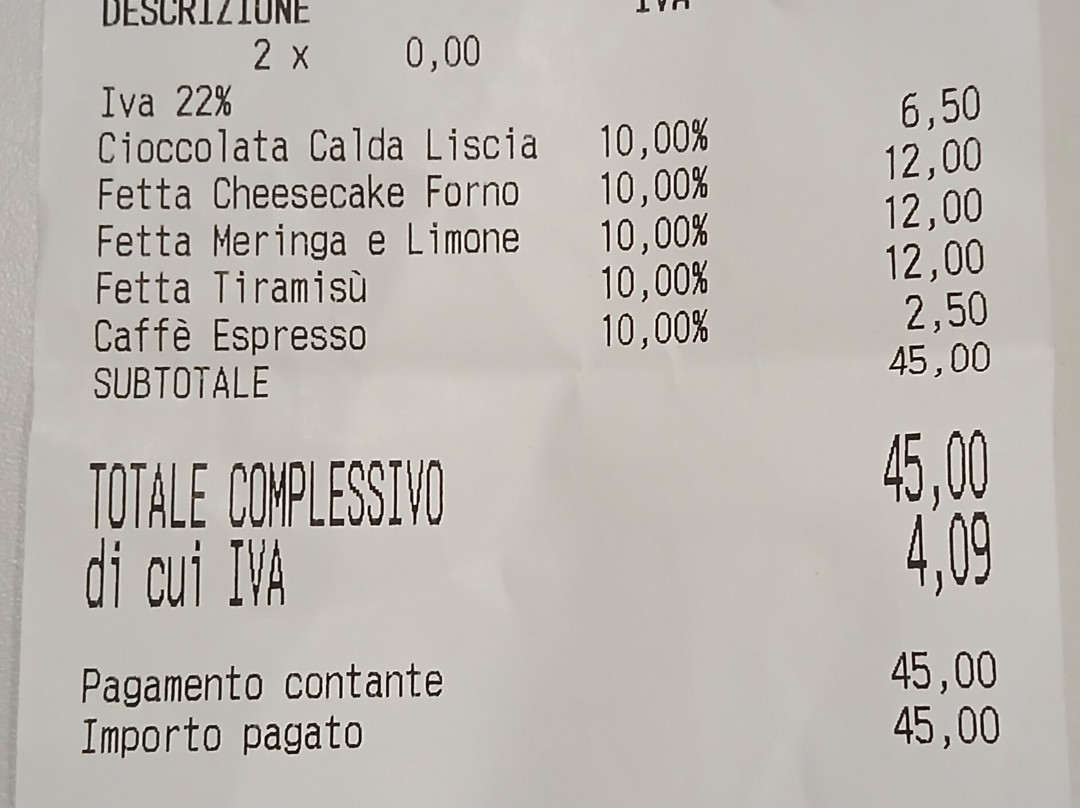 DESCRIZIONE IVA
2 x 0,00
Iva 22%
Cioccolata Calda Liscia 10,00% 6,50
Fetta Cheesecake Forno 10,00% 12,00
Fetta Meringa e Limone 10,00% 12,00
Fetta Tiramisù 10,00% 12,00
Caffè Espresso 10,00% 2,50
SUBTOTALE 45,00
TOTALE COMPLESSIVO 45,00
di cui IVA 4,09
Pagamento contante 45,00
Importo pagato 45,00